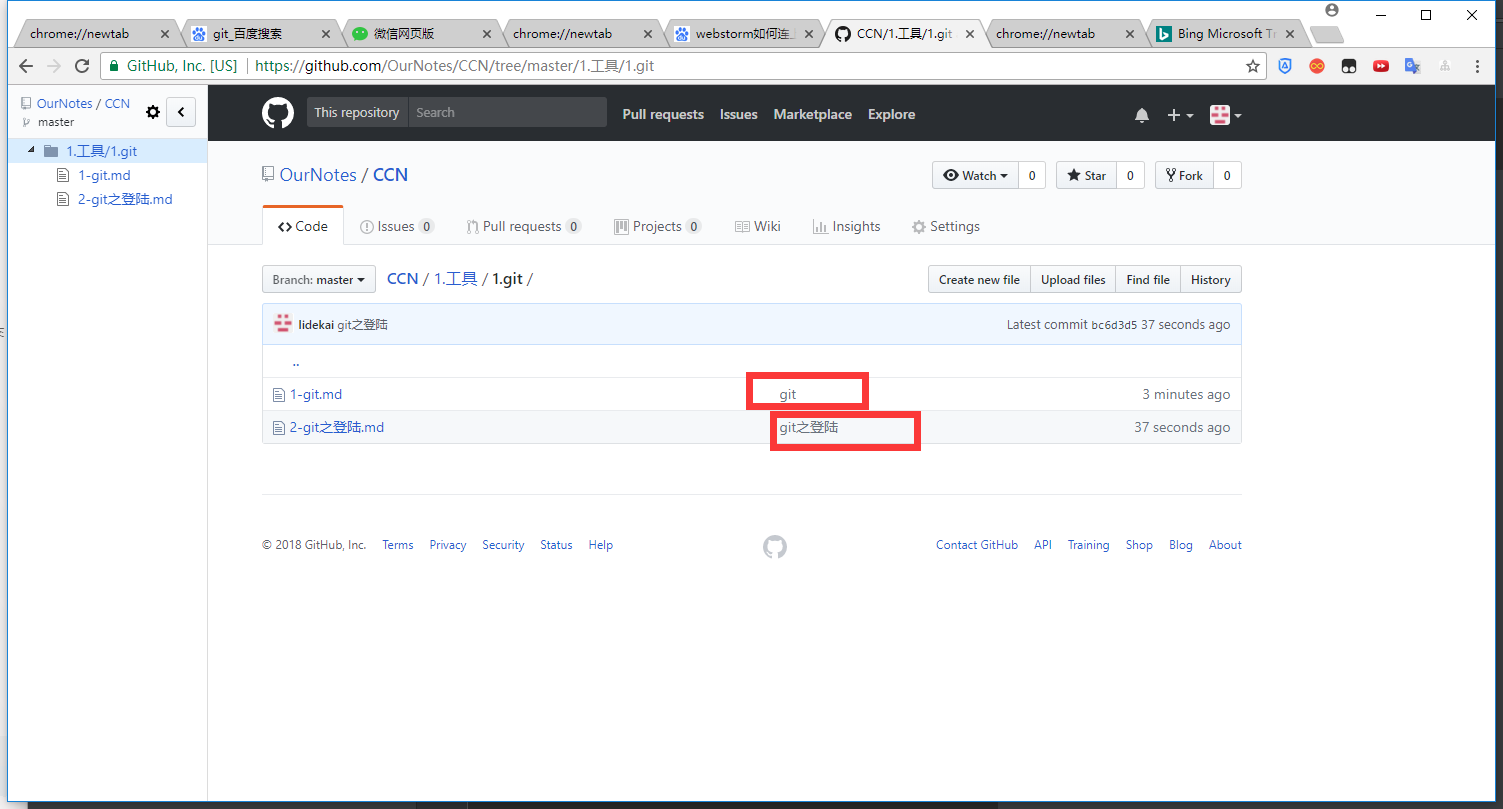 chrome://newtab git_百度搜索 微信网页版 chrome://newtab webstorm如何连 CCN/1.工具/1.git chrome://newtab Bing Microsoft T
GitHub, Inc. [US] https://github.com/OurNotes/CCN/tree/master/1.工具/1.git
OurNotes / CCN
master
1.工具/1.git
1-git.md
2-git之登陆.md
This repository Search Pull requests Issues Marketplace Explore
OurNotes / CCN
Watch 0 Star 0 Fork 0
Code Issues 0 Pull requests 0 Projects 0 Wiki Insights Settings
Branch: master CCN / 1.工具 / 1.git /
Create new file Upload files Find file History
lidekai git之登陆 Latest commit bc6d3d5 37 seconds ago
..
1-git.md git 3 minutes ago
2-git之登陆.md git之登陆 37 seconds ago
© 2018 GitHub, Inc. Terms Privacy Security Status Help Contact GitHub API Training Shop Blog About